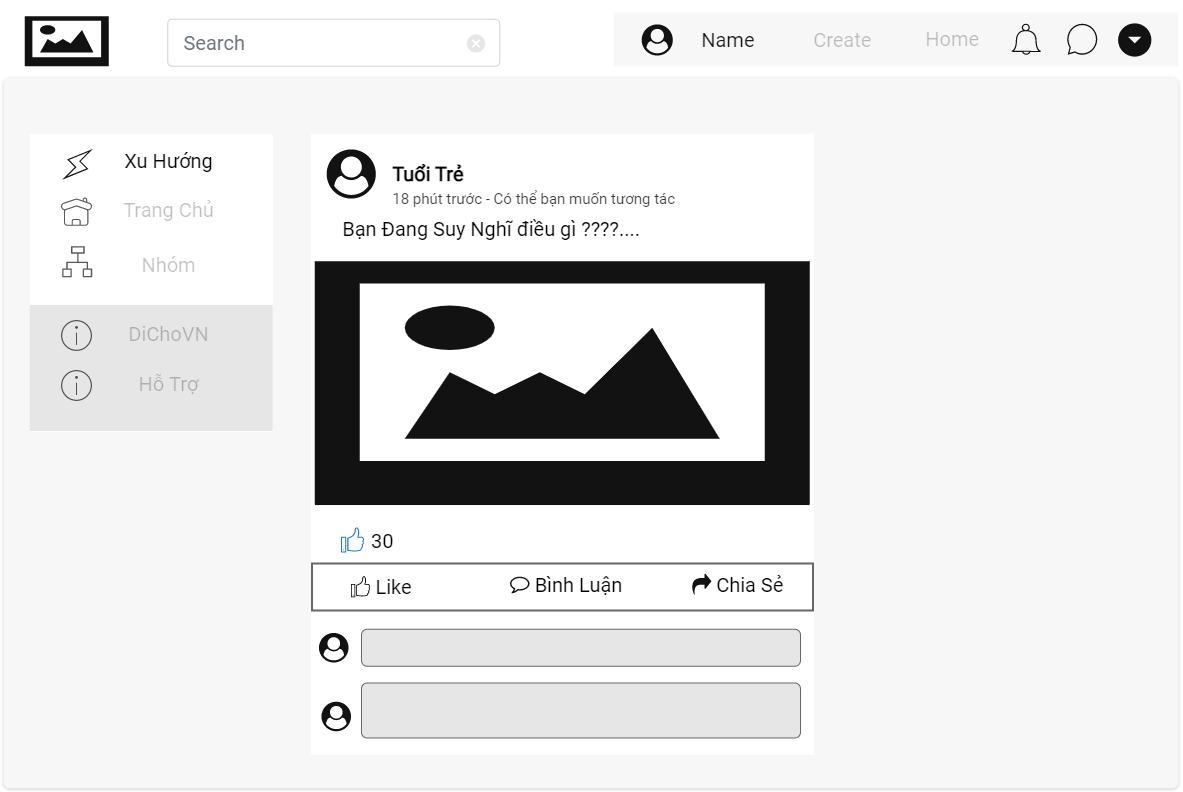 Search
Name
Create
Home
Xu Hướng
Trang Chủ
Nhóm
DiChoVN
Hỗ Trợ
Tuổi Trẻ
18 phút trước - Có thể bạn muốn tương tác
Bạn Đang Suy Nghĩ điều gì ????....
30
Like
Bình Luận
Chia Sẻ